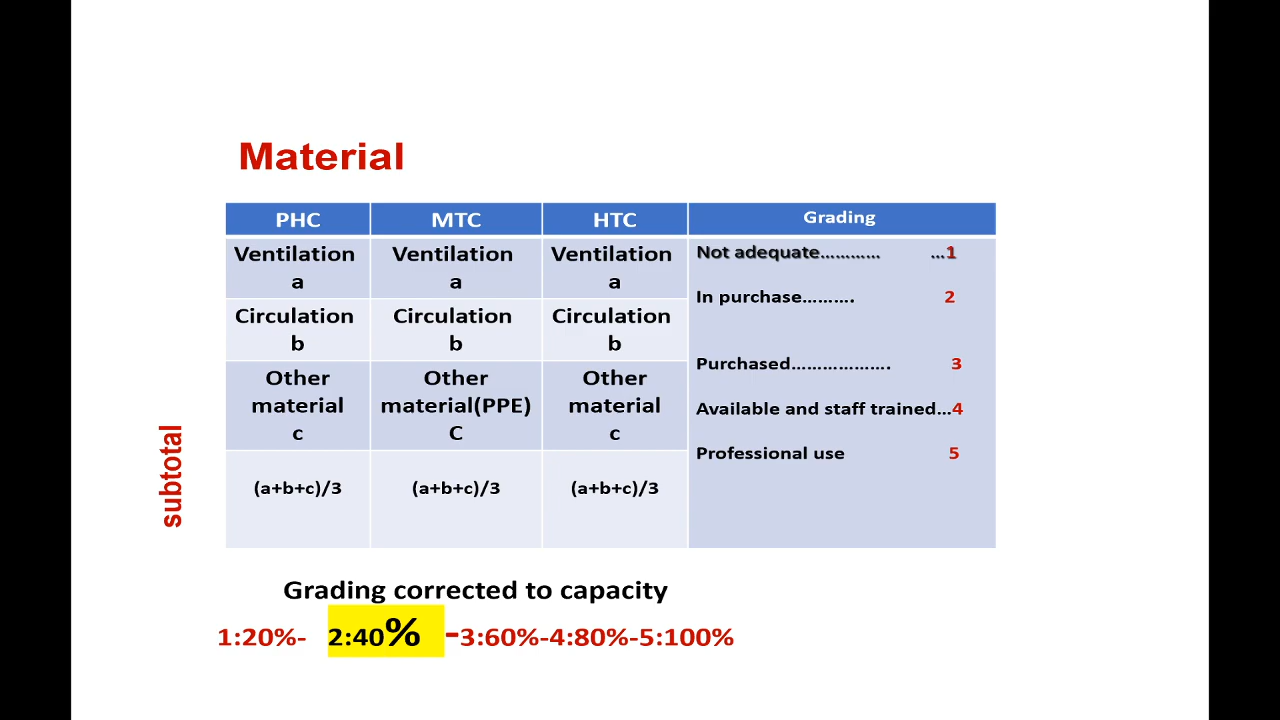 Material
PHC MTC HTC Grading
Ventilation Ventilation Ventilation Not adequate………… …1
a a a
In purchase………. 2
Circulation Circulation Circulation
b b b
Purchased………………. 3
Other Other Other
material material(PPE) material Available and staff trained…4
c C c
Professional use 5
subtotal
(a+b+c)/3 (a+b+c)/3 (a+b+c)/3
Grading corrected to capacity
1:20%- 2:40% -3:60%-4:80%-5:100%